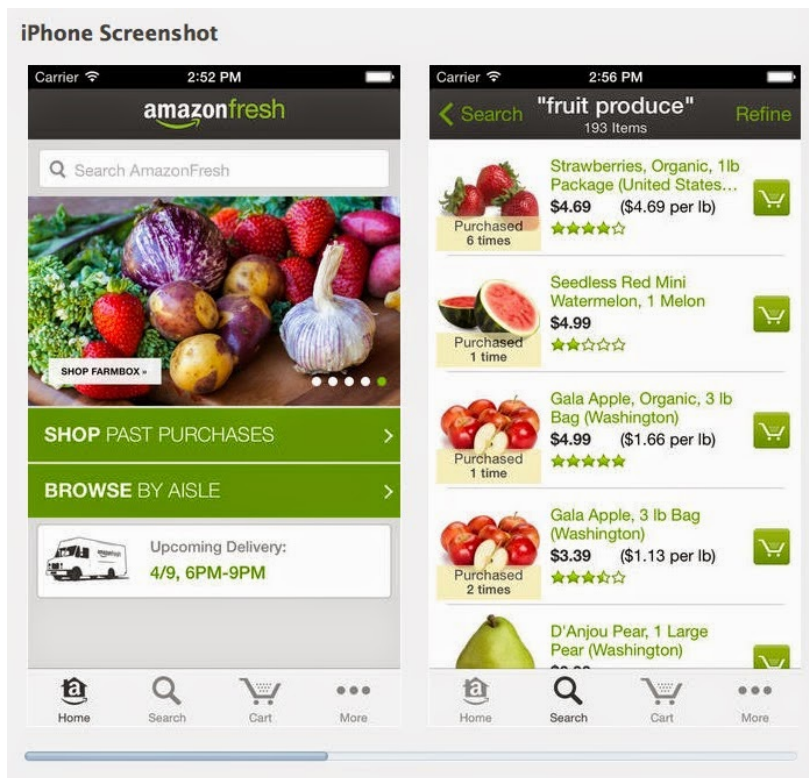 iPhone Screenshot
Carrier 2:52 PM
amazonfresh
Search AmazonFresh
SHOP FARMBOX »
SHOP PAST PURCHASES
BROWSE BY AISLE
Upcoming Delivery:
4/9, 6PM-9PM
Home Search Cart More
Carrier 2:56 PM
Search "fruit produce" Refine
193 Items
Strawberries, Organic, 1lb
Package (United States...
$4.69 ($4.69 per lb)
Purchased
6 times
Seedless Red Mini
Watermelon, 1 Melon
$4.99
Purchased
1 time
Gala Apple, Organic, 3 lb
Bag (Washington)
$4.99 ($1.66 per lb)
Purchased
1 time
Gala Apple, 3 lb Bag
(Washington)
$3.39 ($1.13 per lb)
Purchased
2 times
D'Anjou Pear, 1 Large
Pear (Washington)
Home Search Cart More